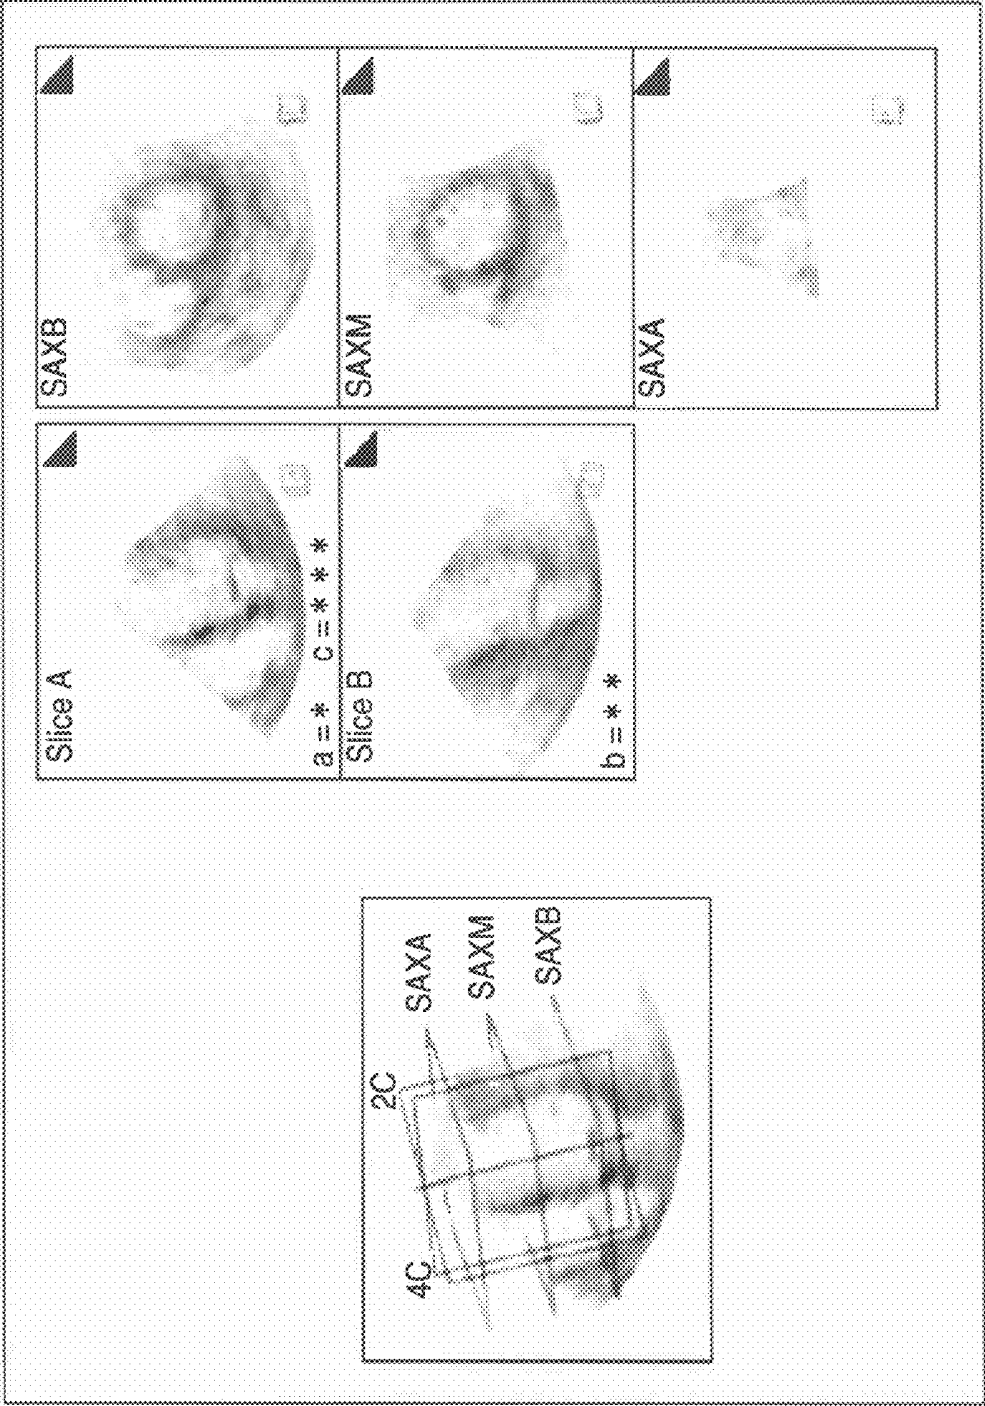 2C
4C
SAXA
SAXM
SAXB
Slice A
a = * c = * * *
Slice B
b = * *
SAXB
SAXM
SAXA